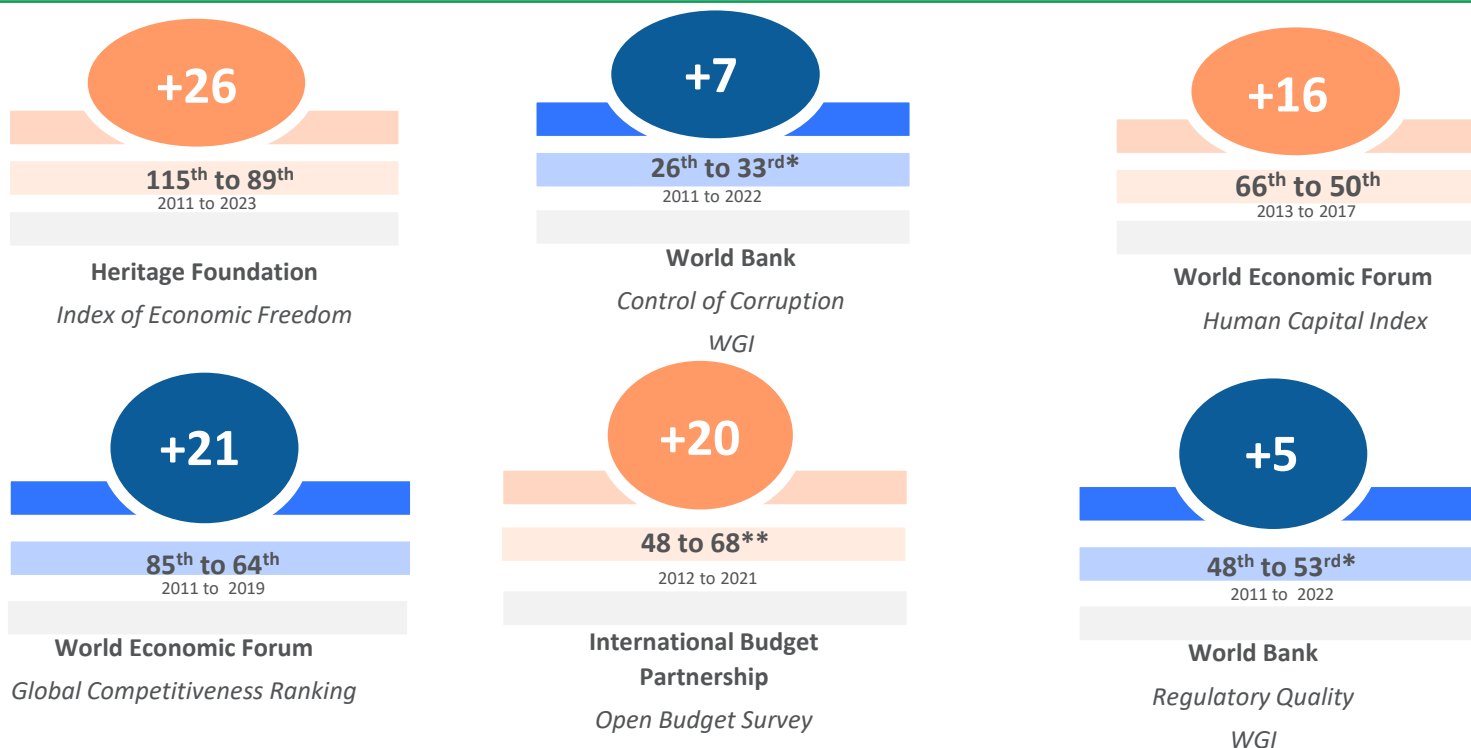 +26
115th to 89th
2011 to 2023
Heritage Foundation
Index of Economic Freedom
+7
26th to 33rd*
2011 to 2022
World Bank
Control of Corruption
WGI
+16
66th to 50th
2013 to 2017
World Economic Forum
Human Capital Index
+21
85th to 64th
2011 to 2019
World Economic Forum
Global Competitiveness Ranking
+20
48 to 68**
2012 to 2021
International Budget
Partnership
Open Budget Survey
+5
48th to 53rd*
2011 to 2022
World Bank
Regulatory Quality
WGI